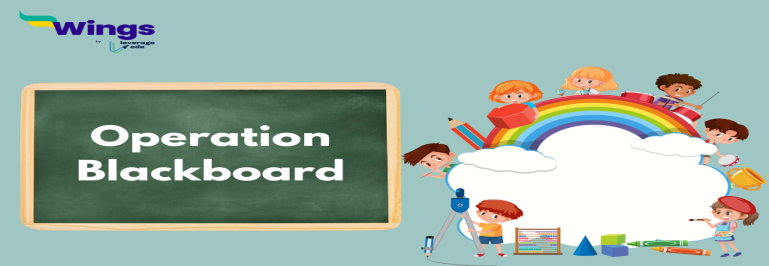 Wings
by leverage
edu
Operation
Blackboard